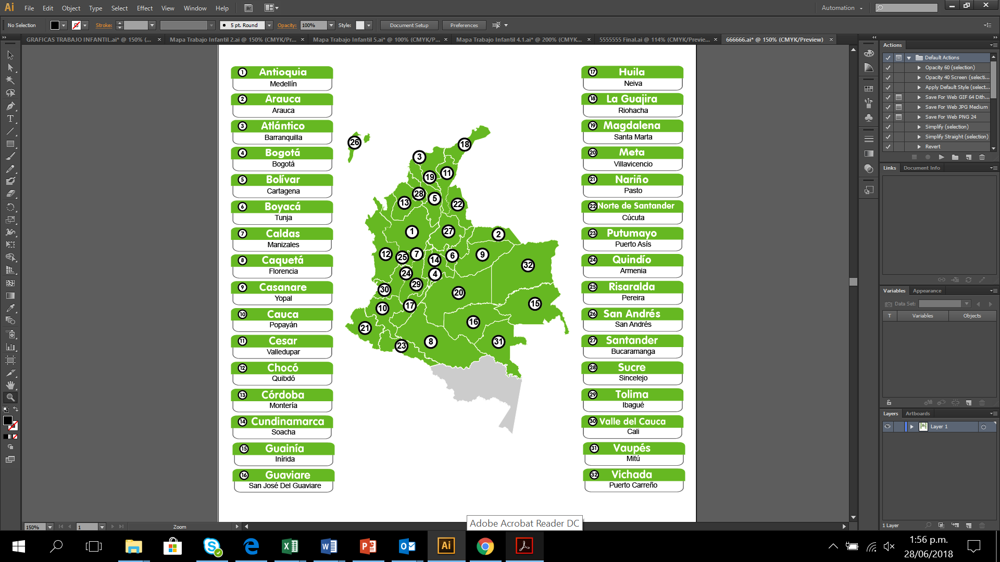 Ai File Edit Object Type Select Effect View Window Help Br Automation
No Selection Stroke: 5 pt. Round Opacity: 100% Style: Document Setup Preferences
GRAFICAS TRABAJO INFANTIL.ai* @ 150% (... × Mapa Trabajo Infantil 2.ai @ 150% (CMYK/Pr... × Mapa Trabajo Infantil 5.ai* @ 100% (CMYK/P... × Mapa Trabajo Infantil 4.1.ai* @ 200% (CMYK... × 5555555 Final.ai @ 114% (CMYK/Previe... × 666666.ai* @ 150% (CMYK/Preview) ×
1 Antioquia
Medellín
2 Arauca
Arauca
3 Atlántico
Barranquilla
4 Bogotá
Bogotá
5 Bolívar
Cartagena
6 Boyacá
Tunja
7 Caldas
Manizales
8 Caquetá
Florencia
9 Casanare
Yopal
10 Cauca
Popayán
11 Cesar
Valledupar
12 Chocó
Quibdó
13 Córdoba
Montería
14 Cundinamarca
Soacha
15 Guainía
Inírida
16 Guaviare
San José Del Guaviare
26
18
3
11
19
28
5
13
22
1
27
2
12
25
7
14
6
9
32
24
4
29
30
20
17
10
15
16
21
8
31
23
17 Huila
Neiva
18 La Guajira
Riohacha
19 Magdalena
Santa Marta
20 Meta
Villavicencio
21 Nariño
Pasto
22 Norte de Santander
Cúcuta
23 Putumayo
Puerto Asís
24 Quindío
Armenia
25 Risaralda
Pereira
26 San Andrés
San Andrés
27 Santander
Bucaramanga
28 Sucre
Sincelejo
29 Tolima
Ibagué
30 Valle del Cauca
Cali
31 Vaupés
Mitú
32 Vichada
Puerto Carreño
Actions
Default Actions
Opacity 60 (selection)
Opacity 40 Screen (selecti...
Apply Default Style (select...
Save For Web GIF 64 Dith...
Save For Web JPG Medium
Save For Web PNG 24
Simplify (selection)
Simplify Straight (selection)
Revert
Links Document Info
Variables Appearance
Data Set:
T Variables Objects
Layers Artboards
Layer 1
1 Layer
150% 1 Zoom
Adobe Acrobat Reader DC
1:56 p.m.
28/06/2018